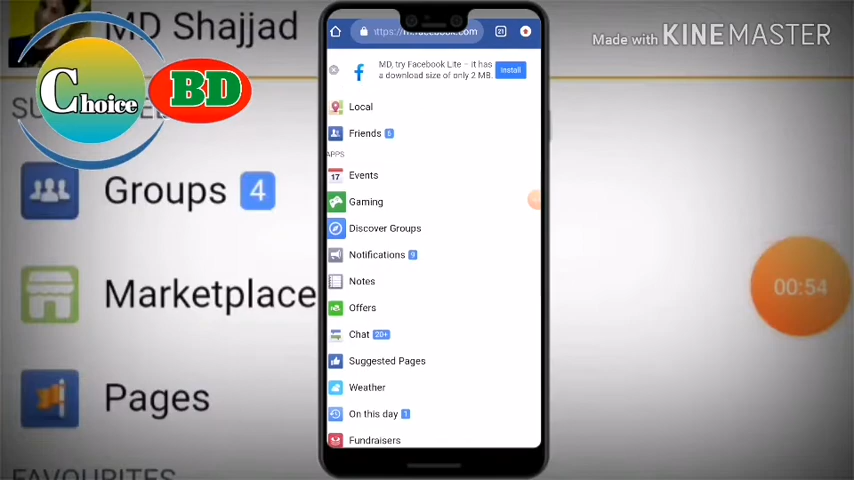 MD Shajjad
Made with KINEMASTER
Choice
BD
Groups 4
Marketplace
Pages
FAVOURITES
00:54
https://m.facebook.com
21
MD, try Facebook Lite – it has
a download size of only 2 MB.
Install
Local
Friends 6
APPS
17
Events
Gaming
Discover Groups
Notifications 9
Notes
Offers
Chat 20+
Suggested Pages
Weather
On this day 1
Fundraisers